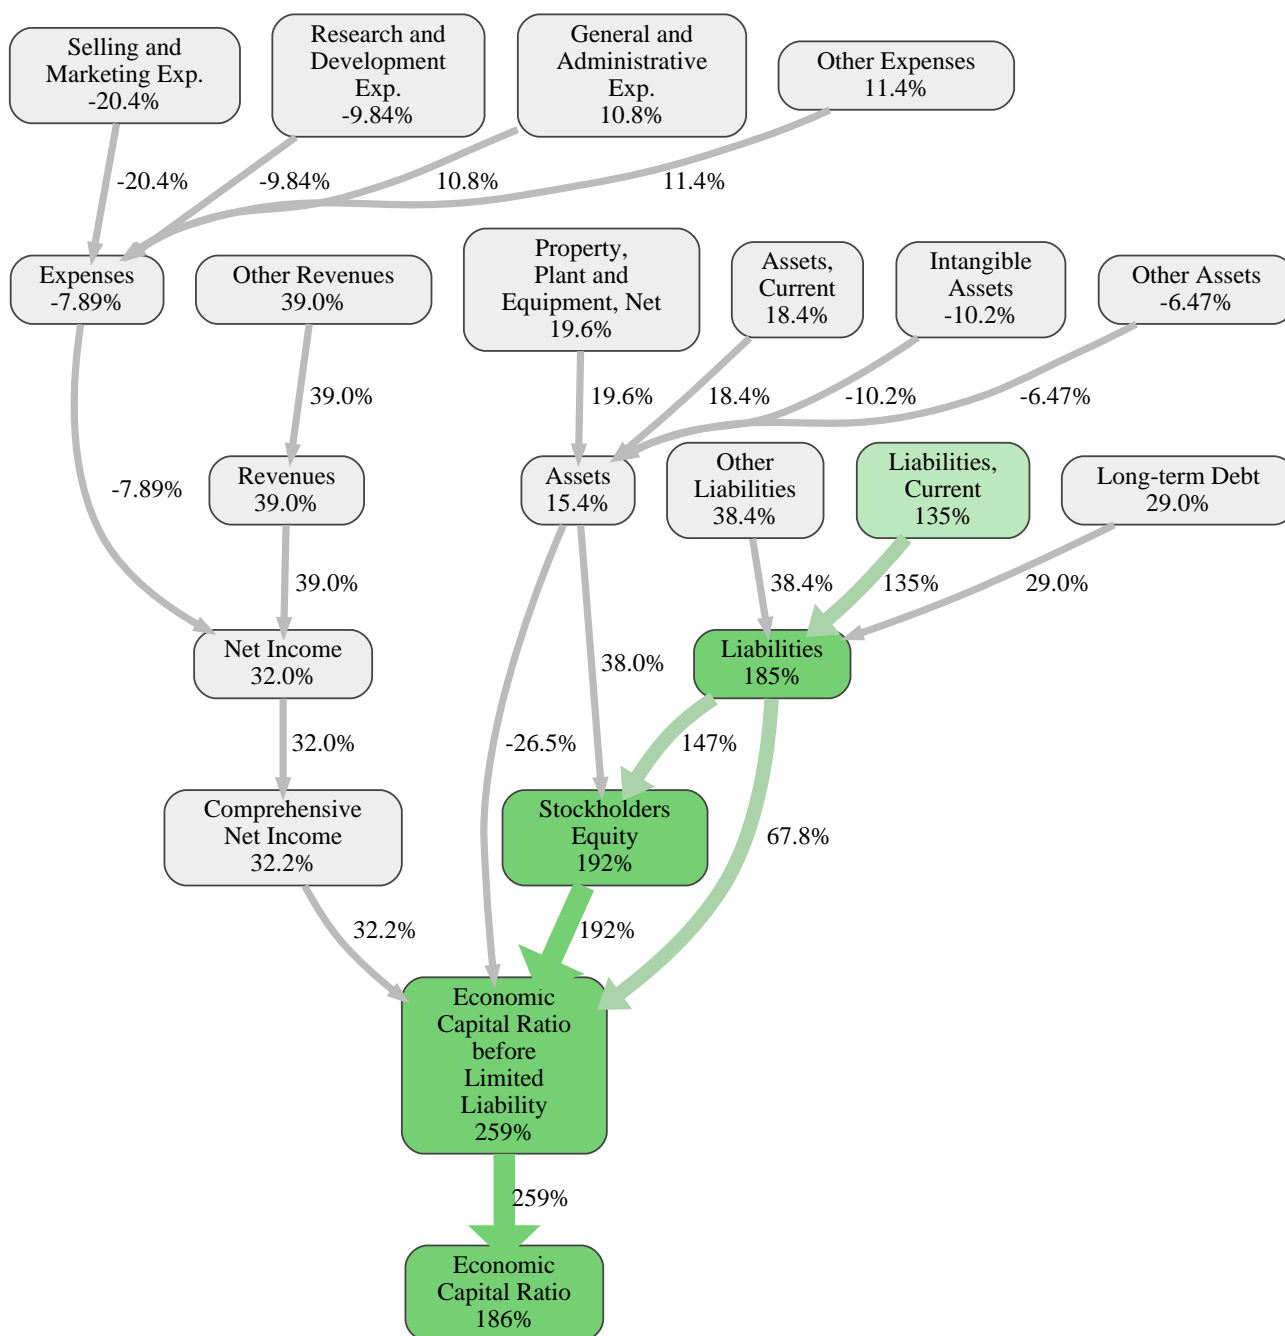 Selling and
Marketing Exp.
-20.4%
Research and
Development
Exp.
-9.84%
General and
Administrative
Exp.
10.8%
Other Expenses
11.4%
-20.4%
-9.84%
10.8%
11.4%
Expenses
-7.89%
Other Revenues
39.0%
Property,
Plant and
Equipment, Net
19.6%
Assets,
Current
18.4%
Intangible
Assets
-10.2%
Other Assets
-6.47%
39.0%
19.6%
18.4%
-10.2%
-6.47%
-7.89%
Revenues
39.0%
Assets
15.4%
Other
Liabilities
38.4%
Liabilities,
Current
135%
Long-term Debt
29.0%
39.0%
38.4%
135%
29.0%
Net Income
32.0%
38.0%
Liabilities
185%
32.0%
-26.5%
147%
Comprehensive
Net Income
32.2%
Stockholders
Equity
192%
67.8%
32.2%
192%
Economic
Capital Ratio
before
Limited
Liability
259%
259%
Economic
Capital Ratio
186%